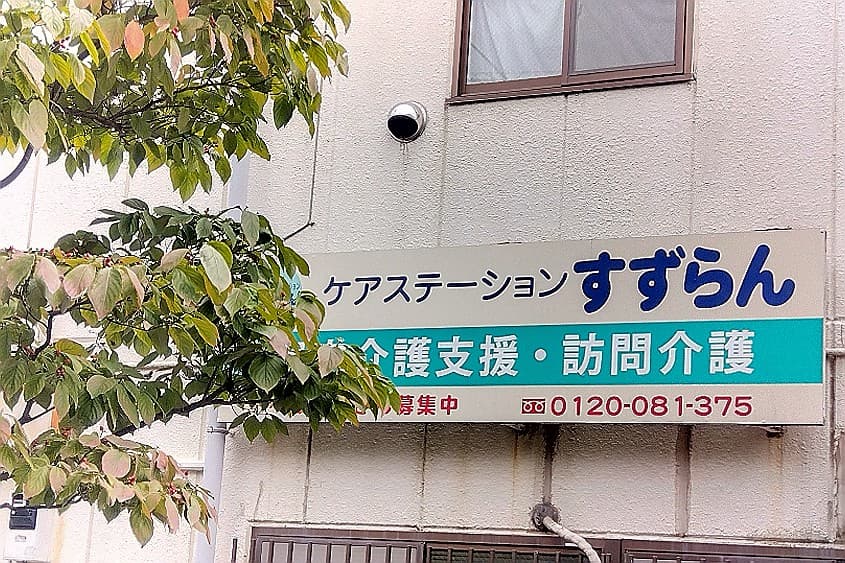 ケアステーション すずらん
介護支援・訪問介護
募集中 0120-081-375